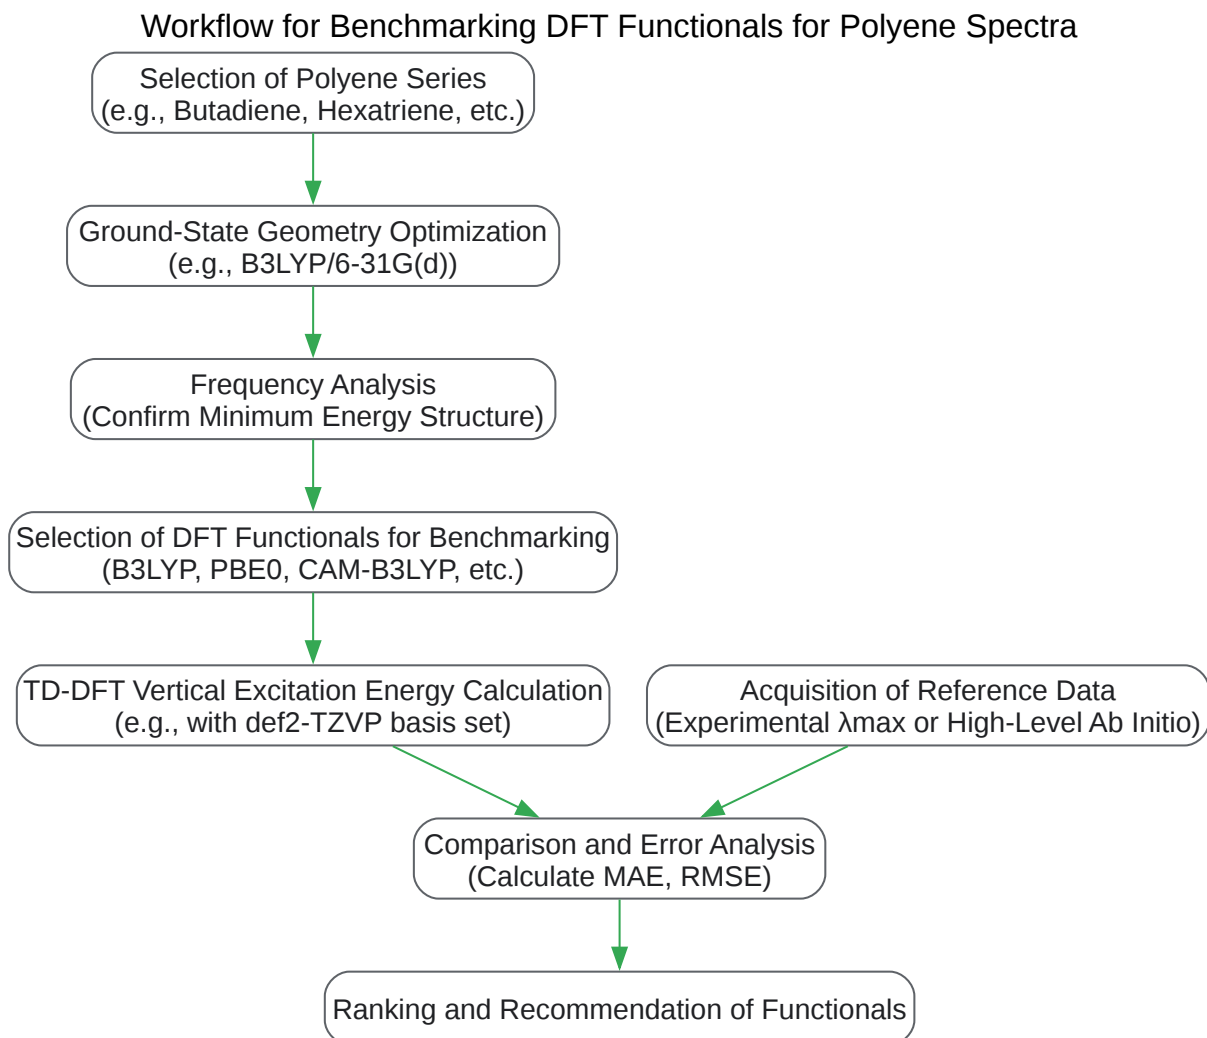 Workflow for Benchmarking DFT Functionals for Polyene Spectra
Selection of Polyene Series
(e.g., Butadiene, Hexatriene, etc.)
Ground-State Geometry Optimization
(e.g., B3LYP/6-31G(d))
Frequency Analysis
(Confirm Minimum Energy Structure)
Selection of DFT Functionals for Benchmarking
(B3LYP, PBE0, CAM-B3LYP, etc.)
TD-DFT Vertical Excitation Energy Calculation
(e.g., with def2-TZVP basis set)
Acquisition of Reference Data
(Experimental λmax or High-Level Ab Initio)
Comparison and Error Analysis
(Calculate MAE, RMSE)
Ranking and Recommendation of Functionals